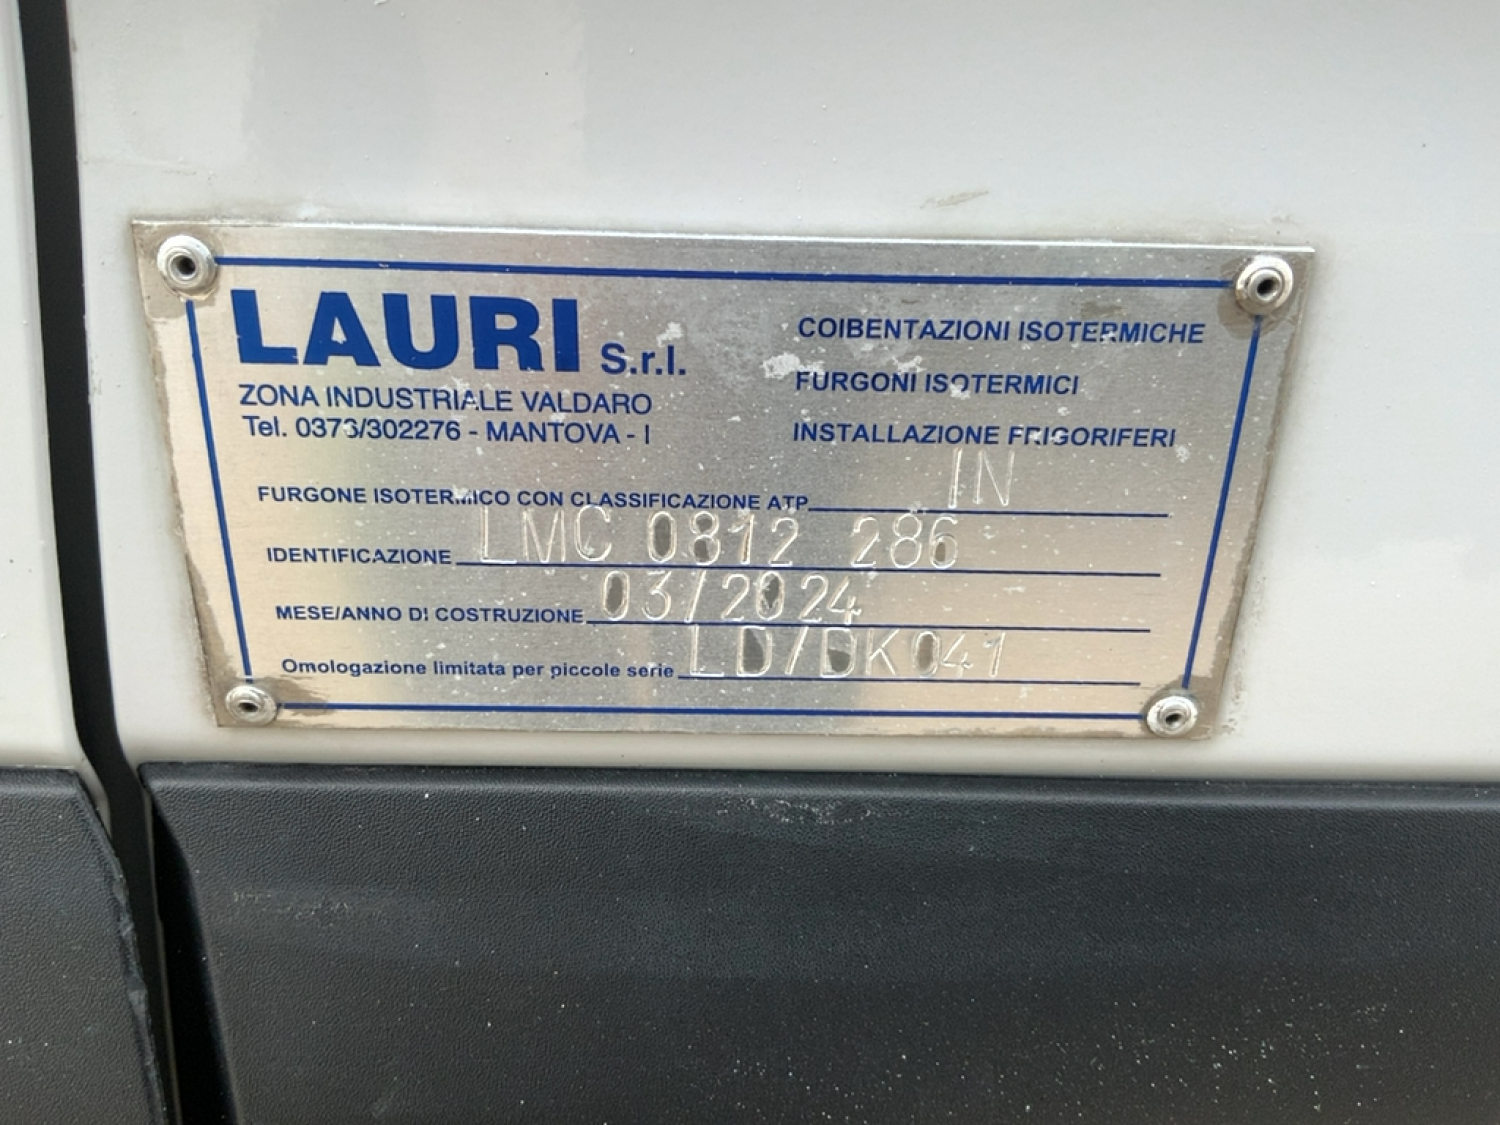 LAURI S.r.l.
ZONA INDUSTRIALE VALDARO
Tel. 0376/302276 - MANTOVA - I
COIBENTAZIONI ISOTERMICHE
FURGONI ISOTERMICI
INSTALLAZIONE FRIGORIFERI
FURGONE ISOTERMICO CON CLASSIFICAZIONE ATP IN
IDENTIFICAZIONE LMC 0812 286
MESE/ANNO DI COSTRUZIONE 03/2024
Omologazione limitata per piccole serie LD/DK041